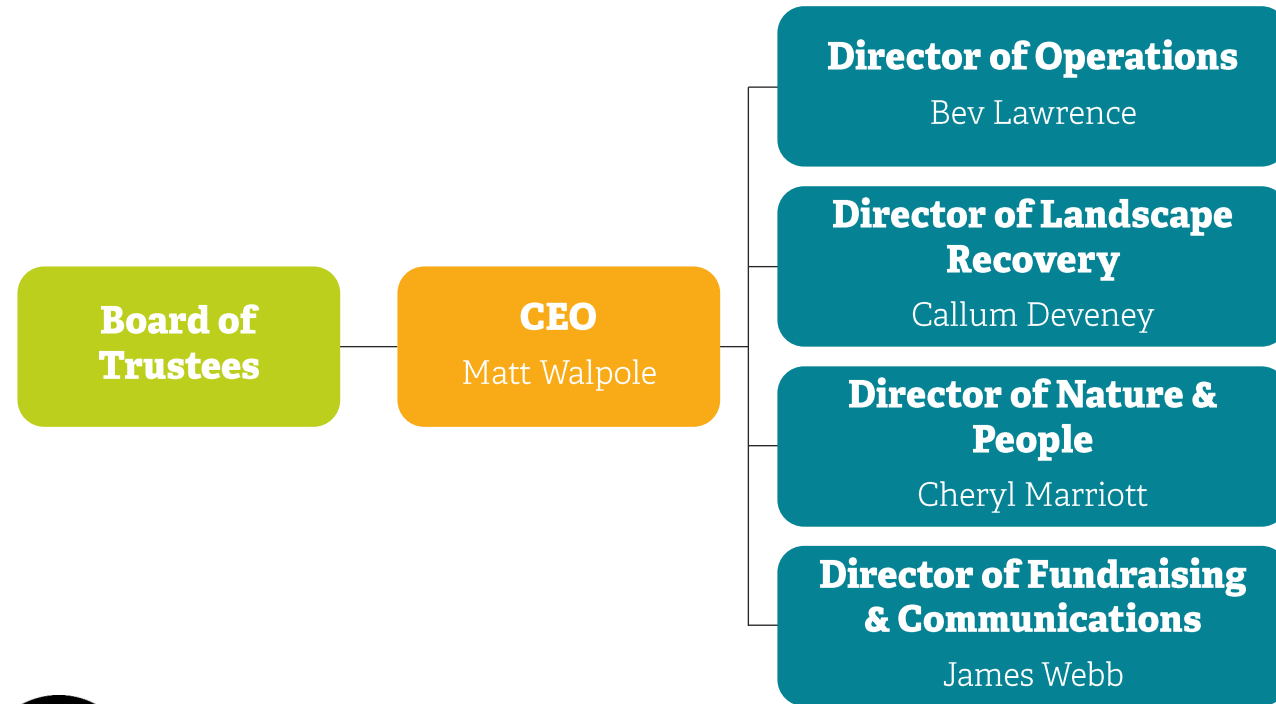 Board of
Trustees
CEO
Matt Walpole
Director of Operations
Bev Lawrence
Director of Landscape
Recovery
Callum Deveney
Director of Nature &
People
Cheryl Marriott
Director of Fundraising
& Communications
James Webb